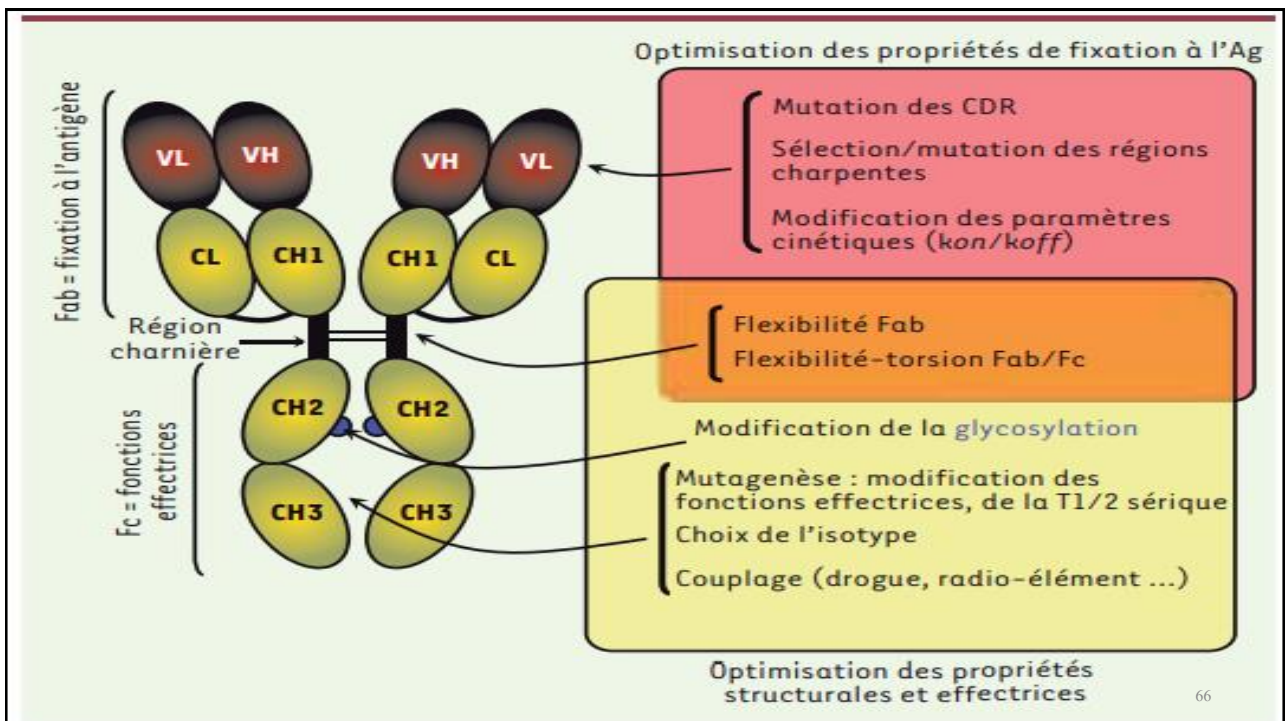 Optimisation des propriétés de fixation à l'Ag
Fab = fixation à l'antigène
VL
VH
VH
VL
CL
CH1
CH1
CL
Mutation des CDR
Sélection/mutation des régions
charpentes
Modification des paramètres
cinétiques (kon/koff)
Région
charnière
Flexibilité Fab
Flexibilité-torsion Fab/Fc
Fc = fonctions
effectrices
CH2
CH2
CH3
CH3
Modification de la glycosylation
Mutagenèse : modification des
fonctions effectrices, de la T1/2 sérique
Choix de l'isotype
Couplage (drogue, radio-élément ...)
Optimisation des propriétés
structurales et effectrices
66